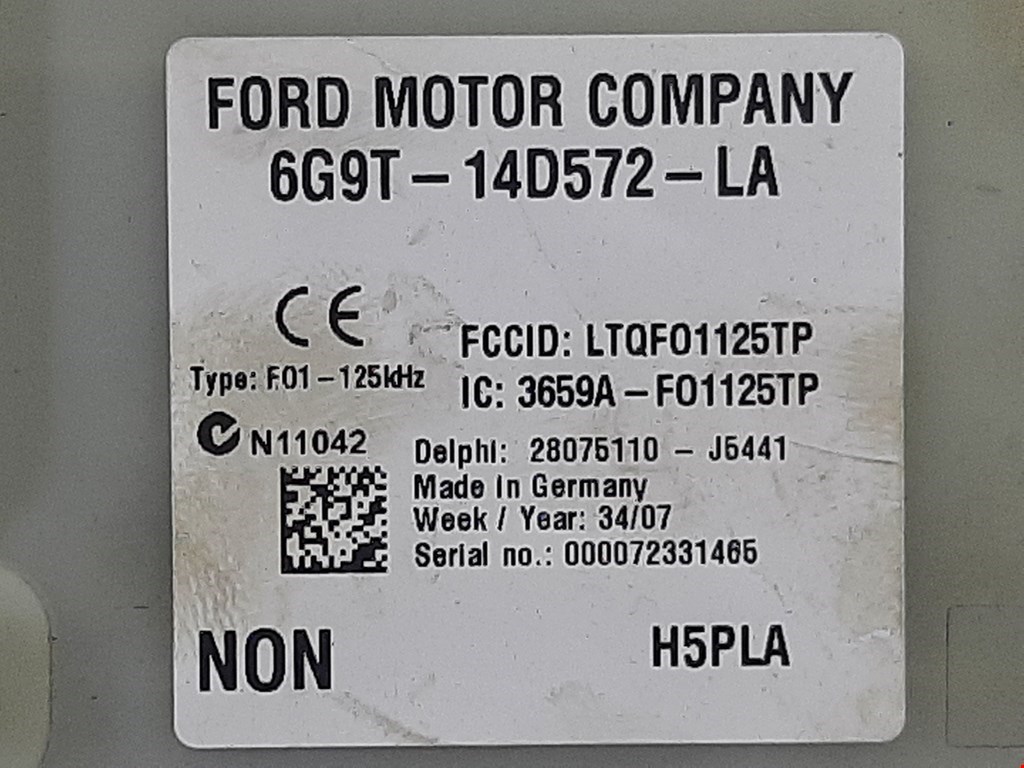 FORD MOTOR COMPANY
6G9T-14D572-LA
CE
FCCID: LTQFO1125TP
Type: F01-125kHz
IC: 3659A-FO1125TP
N11042
Delphi: 28075110 - J5441
Made in Germany
Week / Year: 34/07
Serial no.: 000072331465
NON
H5PLA